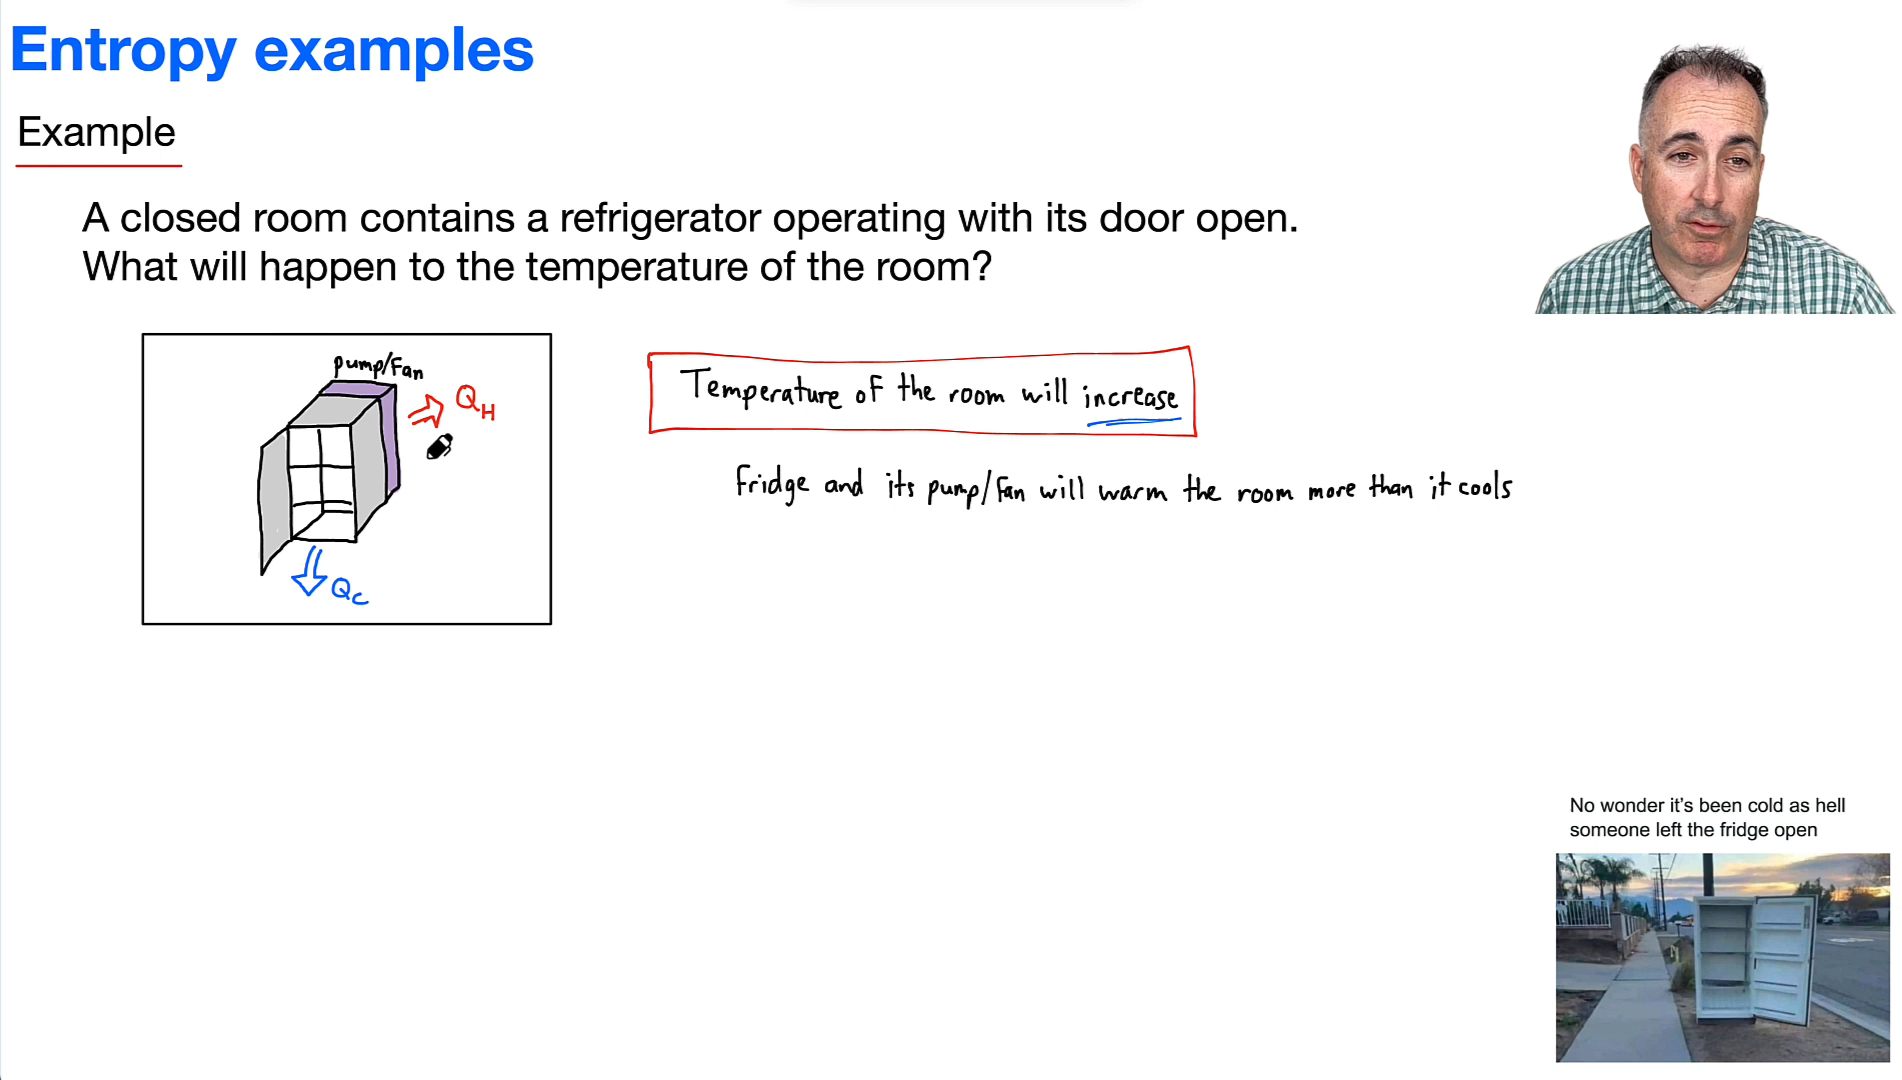 Entropy examples
Example
A closed room contains a refrigerator operating with its door open.
What will happen to the temperature of the room?
pump/Fan
QH
QC
Temperature of the room will increase
Fridge and its pump/fan will warm the room more than it cools
No wonder it's been cold as hell
someone left the fridge open